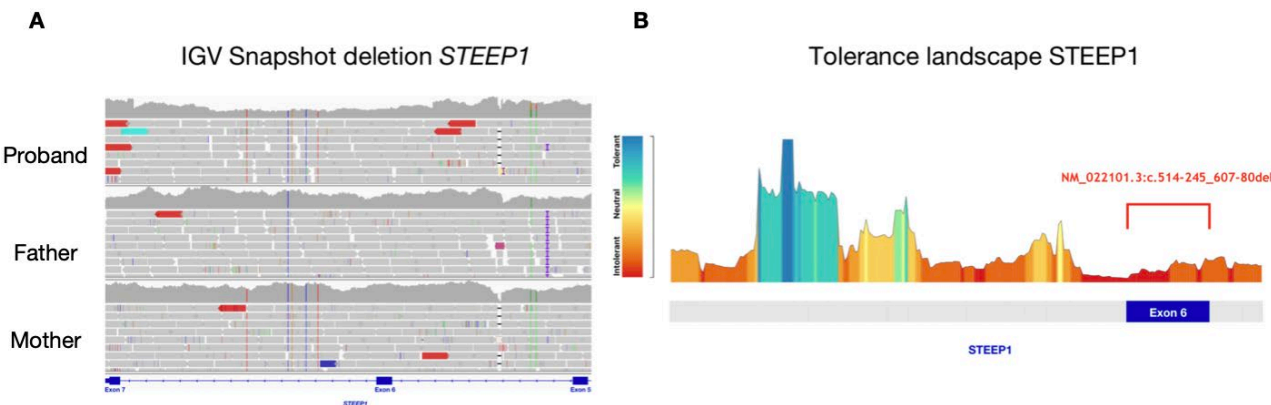 A
IGV Snapshot deletion STEEP1
Proband
Father
Mother
Exon 7
Exon 6
Exon 5
STEEP1
B
Tolerance landscape STEEP1
Tolerant
Neutral
Intolerant
NM_022101.3:c.514-245_607-80del
Exon 6
STEEP1